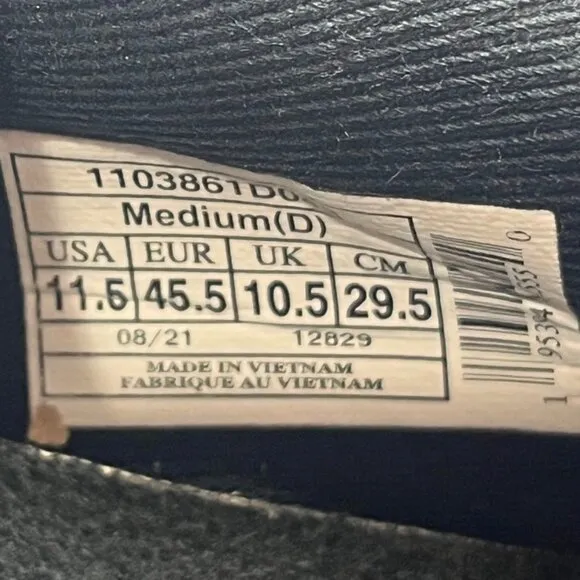 1103861D0
Medium(D)
USA EUR UK CM
11.5 45.5 10.5 29.5
08/21 12829
MADE IN VIETNAM
FABRIQUE AU VIETNAM